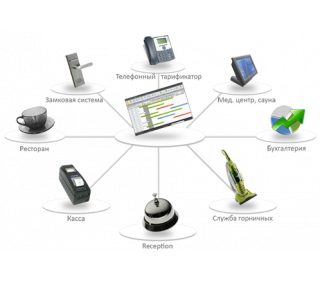 Телефонный тарификатор
Замковая система
Мед. центр, сауна
Ресторан
Бухгалтерия
Касса
Служба горничных
Reception